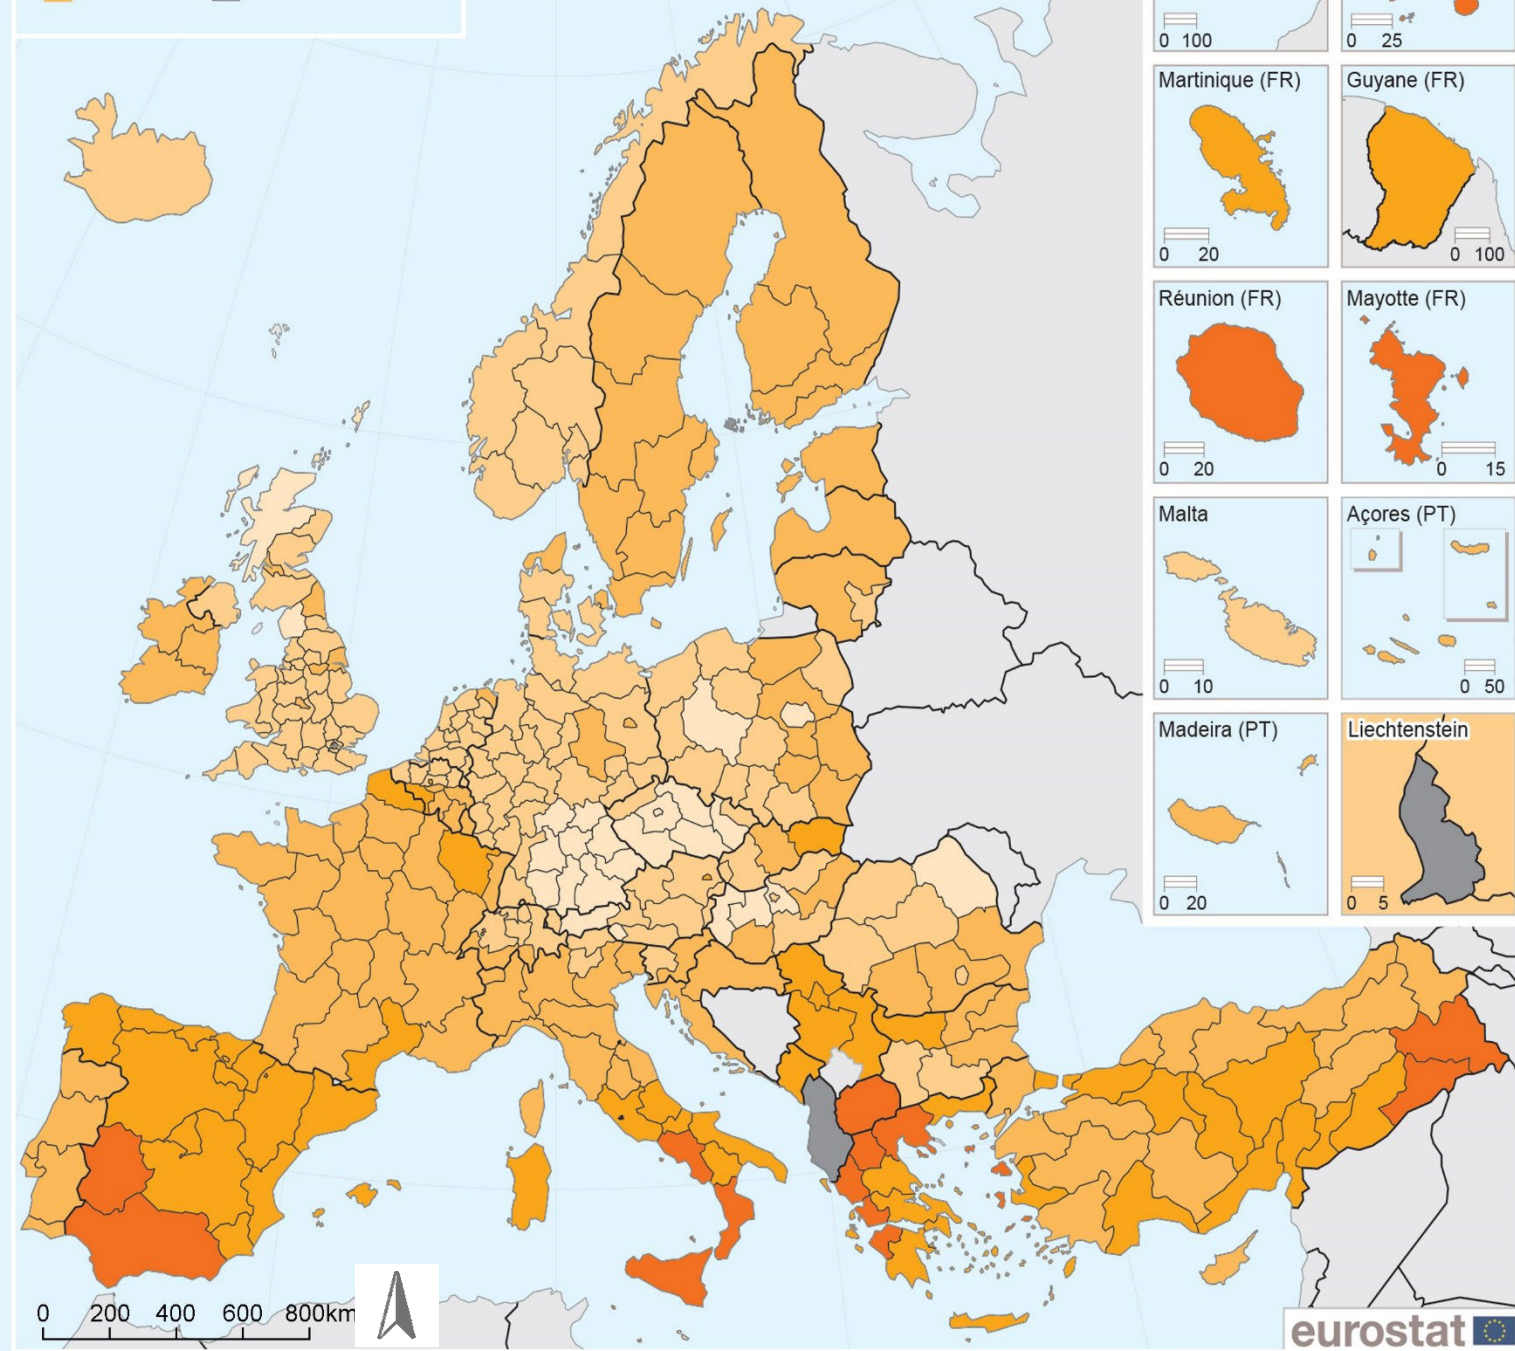 0 100
0 25
Martinique (FR)
0 20
Guyane (FR)
0 100
Réunion (FR)
0 20
Mayotte (FR)
0 15
Malta
0 10
Açores (PT)
0 50
Madeira (PT)
0 20
Liechtenstein
0 5
0 200 400 600 800km
eurostat